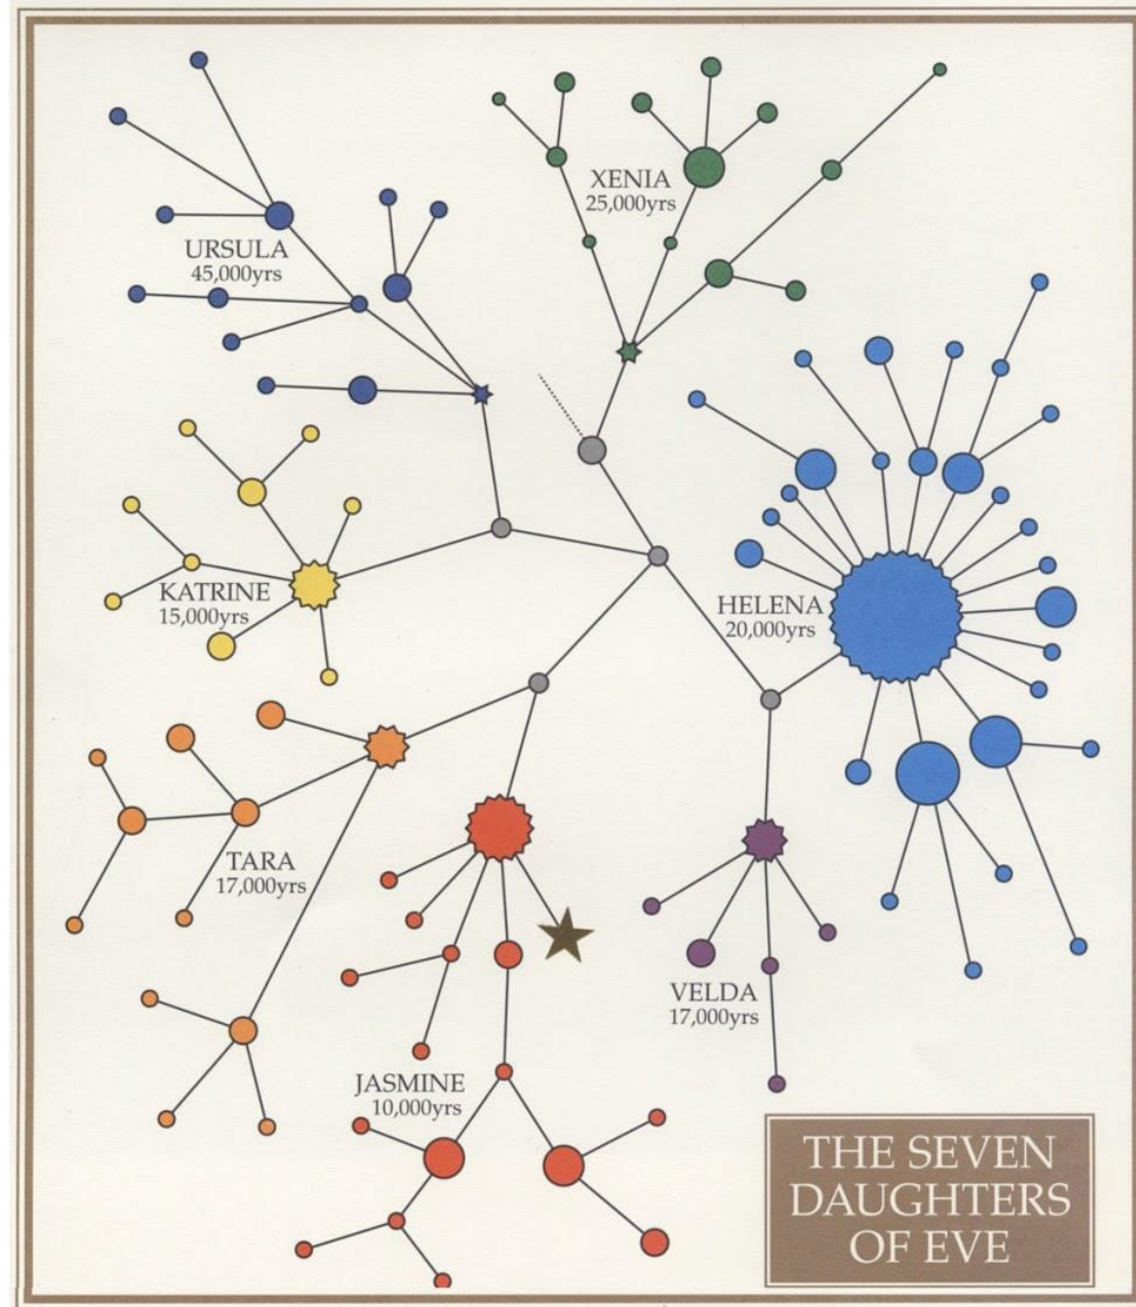 XENIA
25,000yrs
URSULA
45,000yrs
KATRINE
15,000yrs
HELENA
20,000yrs
TARA
17,000yrs
VELDA
17,000yrs
JASMINE
10,000yrs
THE SEVEN
DAUGHTERS
OF EVE